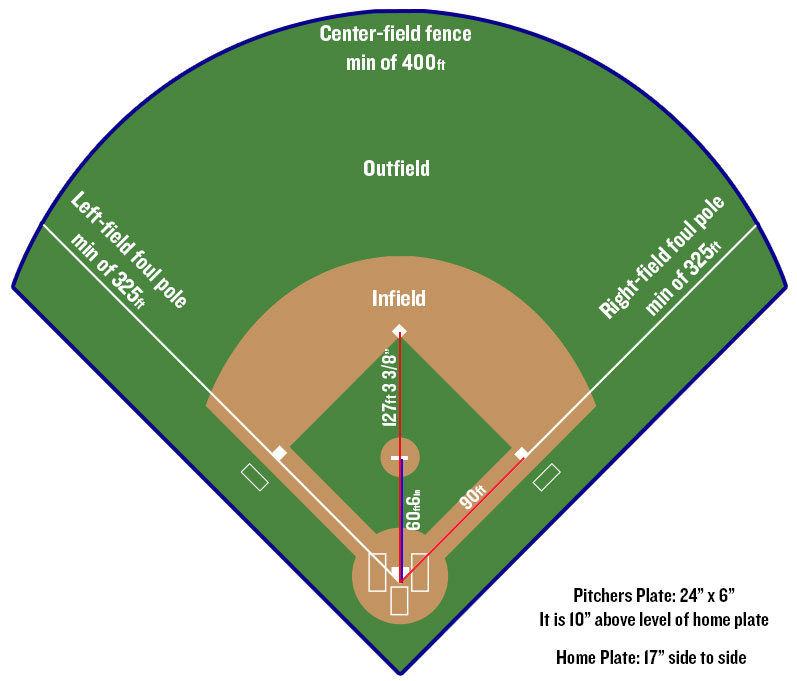 Center-field fence
min of 400ft
Outfield
Left-field foul pole
min of 325ft
Right-field foul pole
min of 325ft
Infield
127ft 3 3/8”
60ft6in
90ft
Pitchers Plate: 24” x 6”
It is 10” above level of home plate
Home Plate: 17” side to side